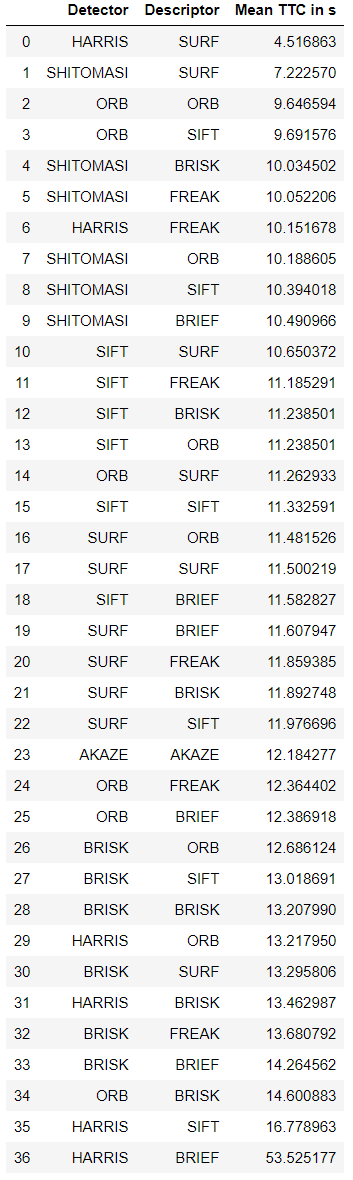 Detector Descriptor Mean TTC in s
0 HARRIS SURF 4.516863
1 SHITOMASI SURF 7.222570
2 ORB ORB 9.646594
3 ORB SIFT 9.691576
4 SHITOMASI BRISK 10.034502
5 SHITOMASI FREAK 10.052206
6 HARRIS FREAK 10.151678
7 SHITOMASI ORB 10.188605
8 SHITOMASI SIFT 10.394018
9 SHITOMASI BRIEF 10.490966
10 SIFT SURF 10.650372
11 SIFT FREAK 11.185291
12 SIFT BRISK 11.238501
13 SIFT ORB 11.238501
14 ORB SURF 11.262933
15 SIFT SIFT 11.332591
16 SURF ORB 11.481526
17 SURF SURF 11.500219
18 SIFT BRIEF 11.582827
19 SURF BRIEF 11.607947
20 SURF FREAK 11.859385
21 SURF BRISK 11.892748
22 SURF SIFT 11.976696
23 AKAZE AKAZE 12.184277
24 ORB FREAK 12.364402
25 ORB BRIEF 12.386918
26 BRISK ORB 12.686124
27 BRISK SIFT 13.018691
28 BRISK BRISK 13.207990
29 HARRIS ORB 13.217950
30 BRISK SURF 13.295806
31 HARRIS BRISK 13.462987
32 BRISK FREAK 13.680792
33 BRISK BRIEF 14.264562
34 ORB BRISK 14.600883
35 HARRIS SIFT 16.778963
36 HARRIS BRIEF 53.525177